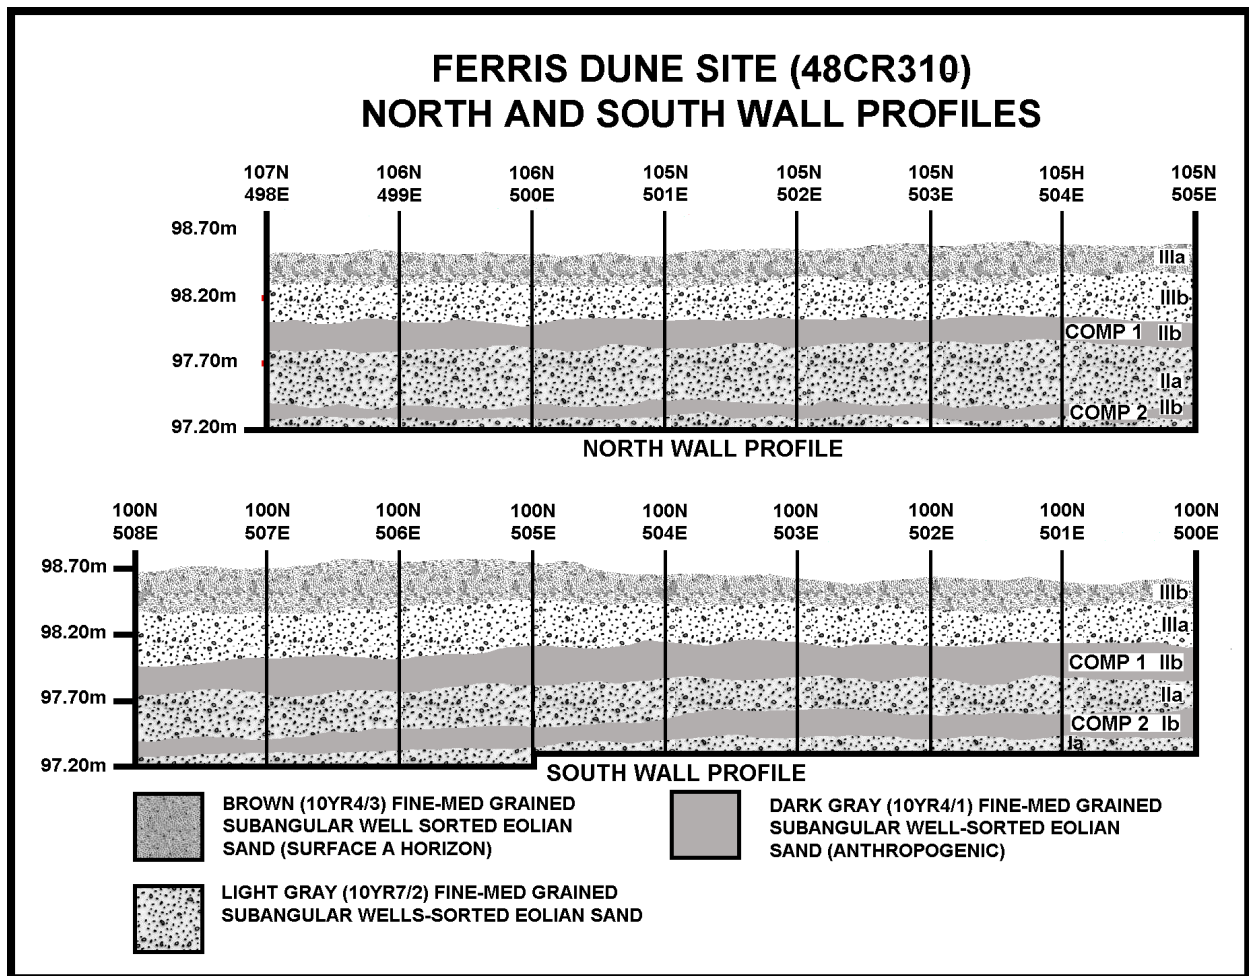 FERRIS DUNE SITE (48CR310)
NORTH AND SOUTH WALL PROFILES
107N 106N 106N 105N 105N 105N 105H 105N
498E 499E 500E 501E 502E 503E 504E 505E
98.70m
IIIa
98.20m
IIIb
COMP 1 IIb
97.70m
IIa
COMP 2 IIb
97.20m
NORTH WALL PROFILE
100N 100N 100N 100N 100N 100N 100N 100N 100N
508E 507E 506E 505E 504E 503E 502E 501E 500E
98.70m
IIIb
98.20m
IIIa
COMP 1 IIb
97.70m
IIa
COMP 2 Ib
Ia
97.20m
SOUTH WALL PROFILE
BROWN (10YR4/3) FINE-MED GRAINED
SUBANGULAR WELL SORTED EOLIAN
SAND (SURFACE A HORIZON)
DARK GRAY (10YR4/1) FINE-MED GRAINED
SUBANGULAR WELL-SORTED EOLIAN
SAND (ANTHROPOGENIC)
LIGHT GRAY (10YR7/2) FINE-MED GRAINED
SUBANGULAR WELLS-SORTED EOLIAN SAND